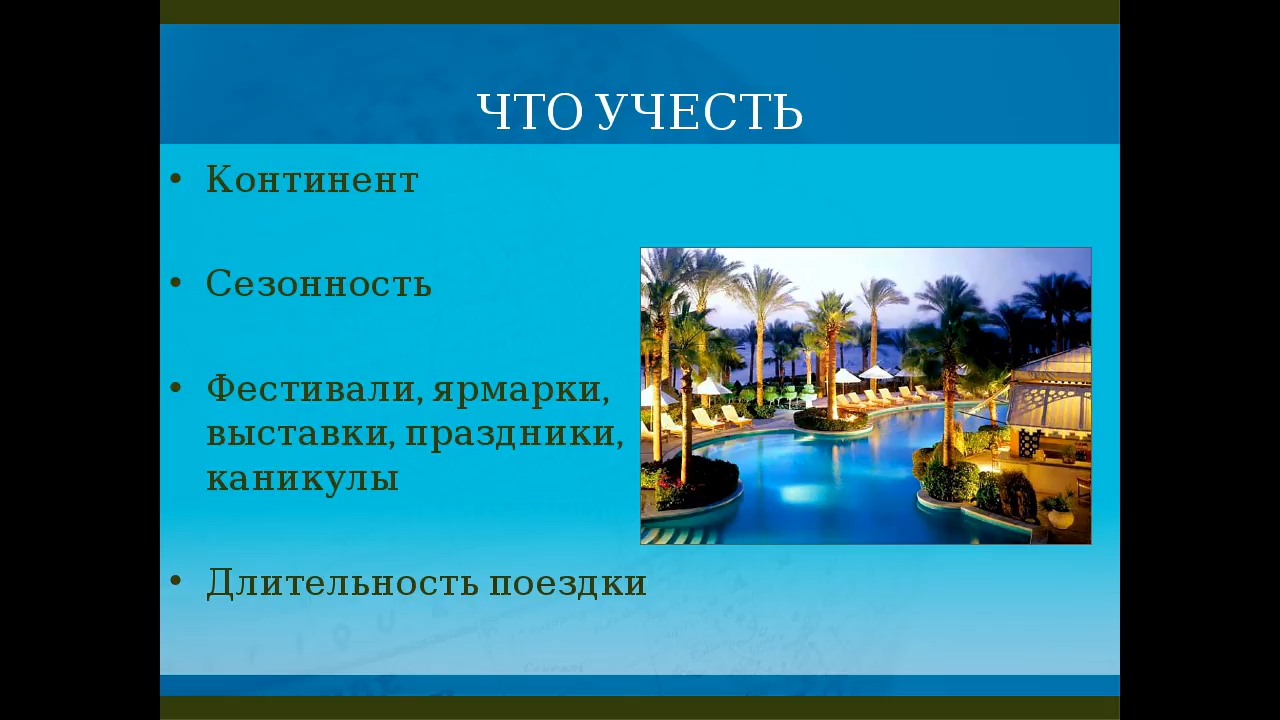 ЧТО УЧЕСТЬ
• Континент
• Сезонность
• Фестивали, ярмарки,
выставки, праздники,
каникулы
• Длительность поездки